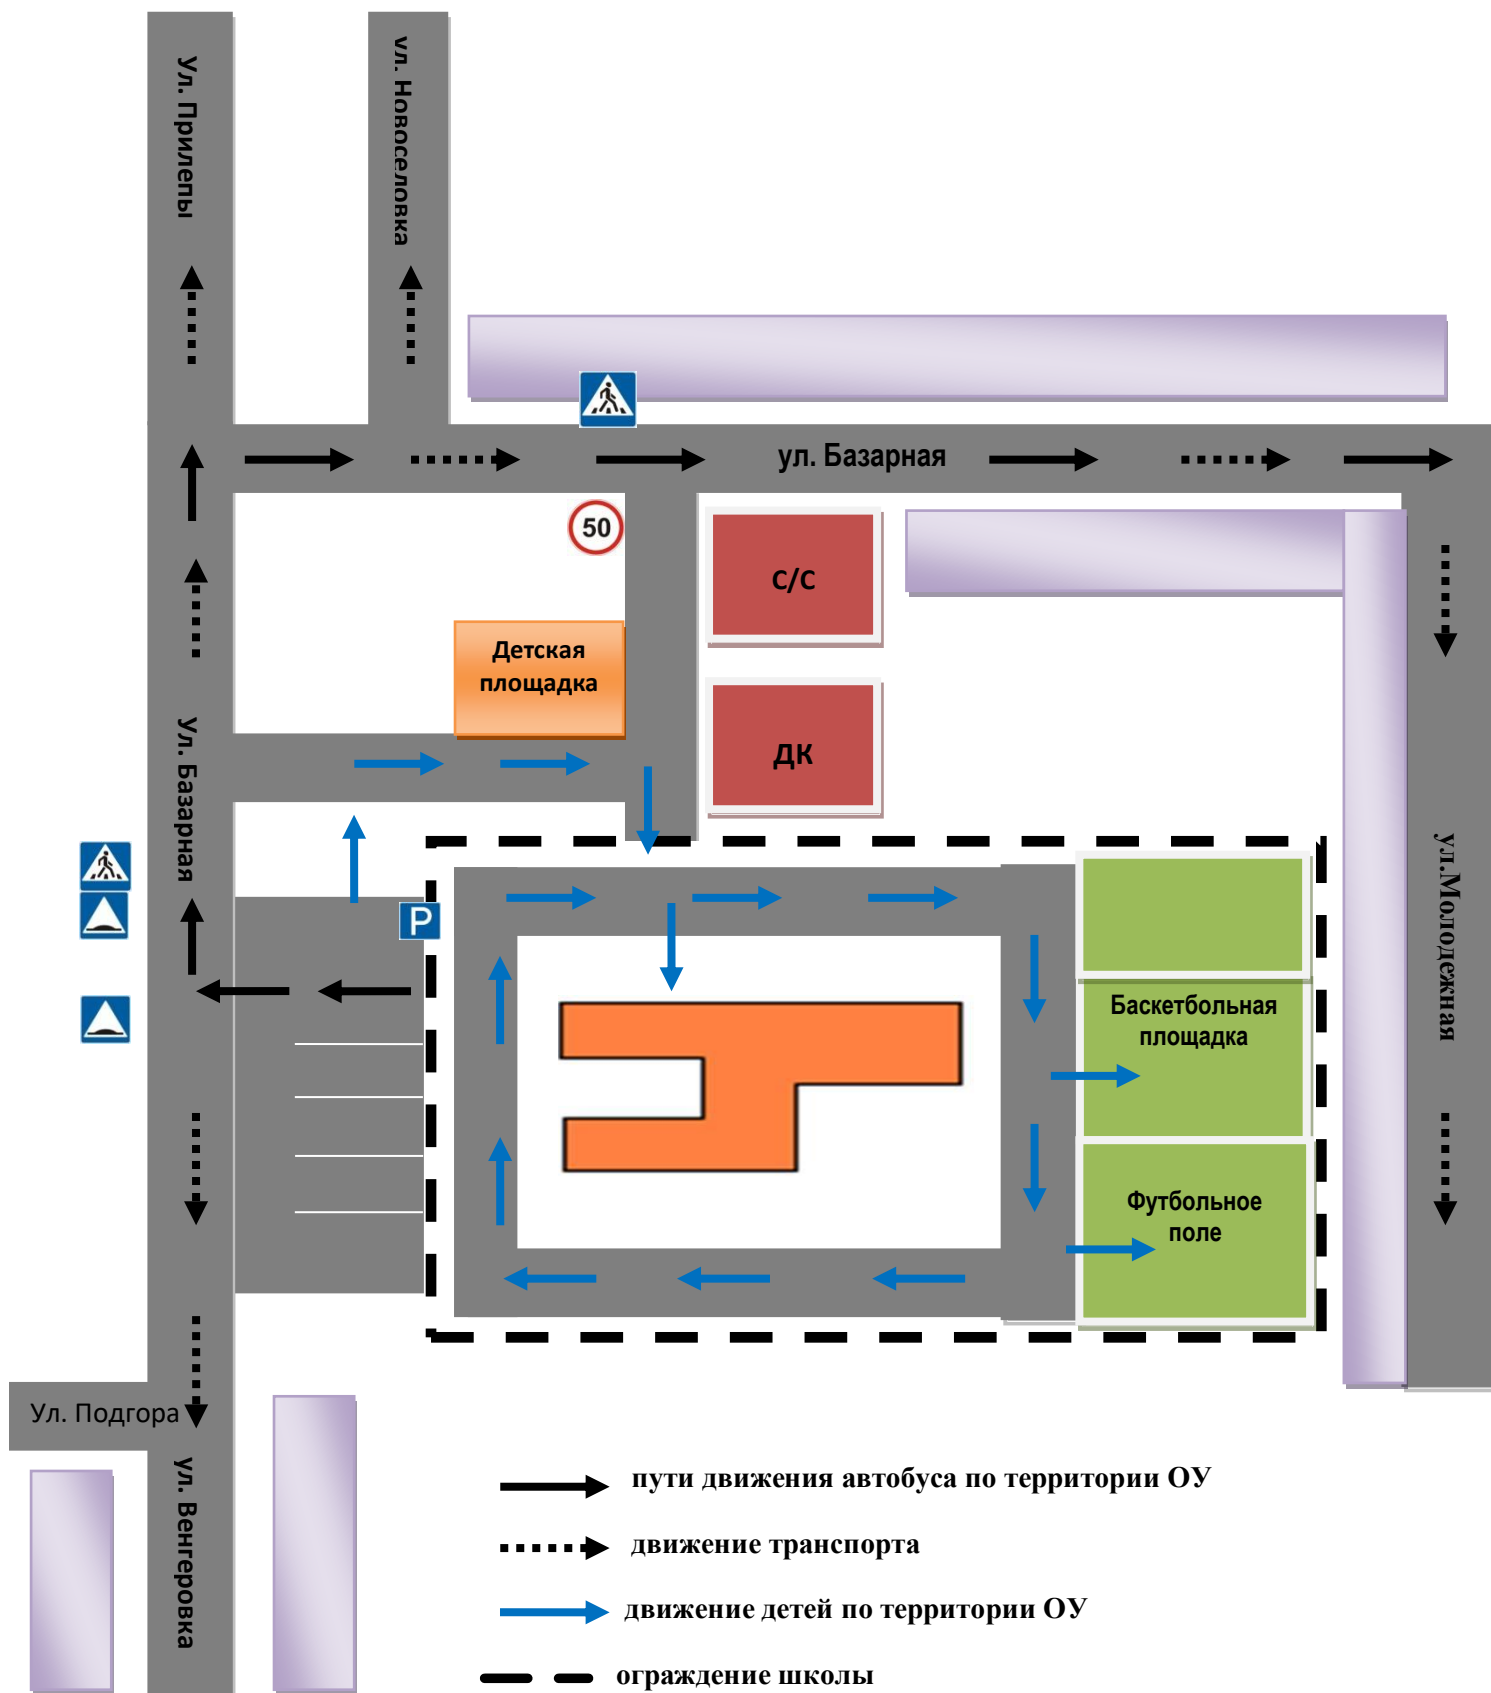 Ул. Прилепы
ул. Новоселовка
ул. Базарная
50
С/С
Детская
площадка
ДК
Ул. Базарная
P
ул.Молодежная
Баскетбольная
площадка
Футбольное
поле
Ул. Подгора
ул. Венгеровка
пути движения автобуса по территории ОУ
движение транспорта
движение детей по территории ОУ
ограждение школы